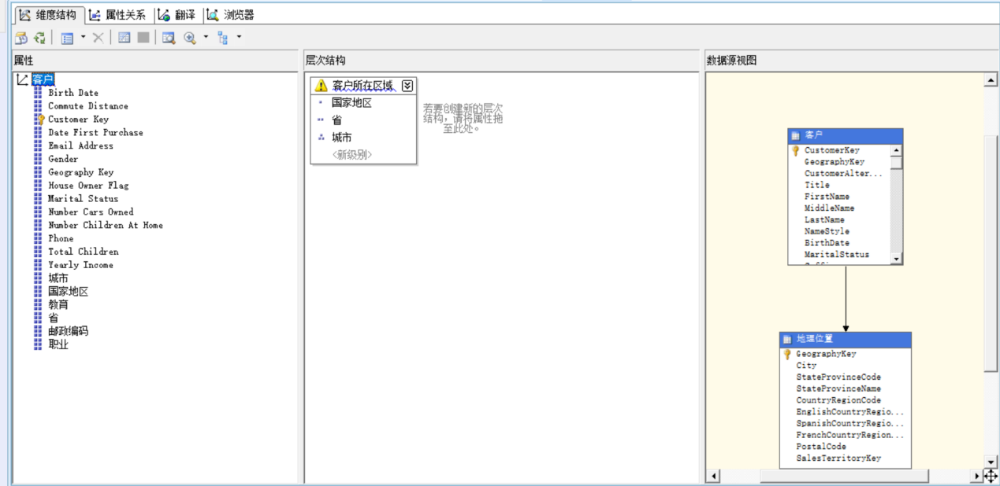 维度结构 属性关系 翻译 浏览器
属性
客户
Birth Date
Commute Distance
Customer Key
Date First Purchase
Email Address
Gender
Geography Key
House Owner Flag
Marital Status
Number Cars Owned
Number Children At Home
Phone
Total Children
Yearly Income
城市
国家地区
教育
省
邮政编码
职业
层次结构
客户所在区域
国家地区
省
城市
<新级别>
若要创建新的层次
结构，请将属性拖
至此处。
数据源视图
客户
CustomerKey
GeographyKey
CustomerAlter...
Title
FirstName
MiddleName
LastName
NameStyle
BirthDate
MaritalStatus
地理位置
GeographyKey
City
StateProvinceCode
StateProvinceName
CountryRegionCode
EnglishCountryRegio...
SpanishCountryRegio...
FrenchCountryRegion...
PostalCode
SalesTerritoryKey